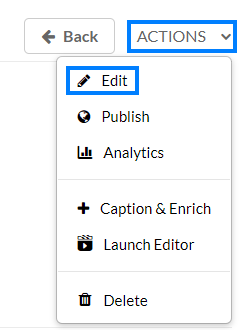 Back ACTIONS
Edit
Publish
Analytics
Caption & Enrich
Launch Editor
Delete